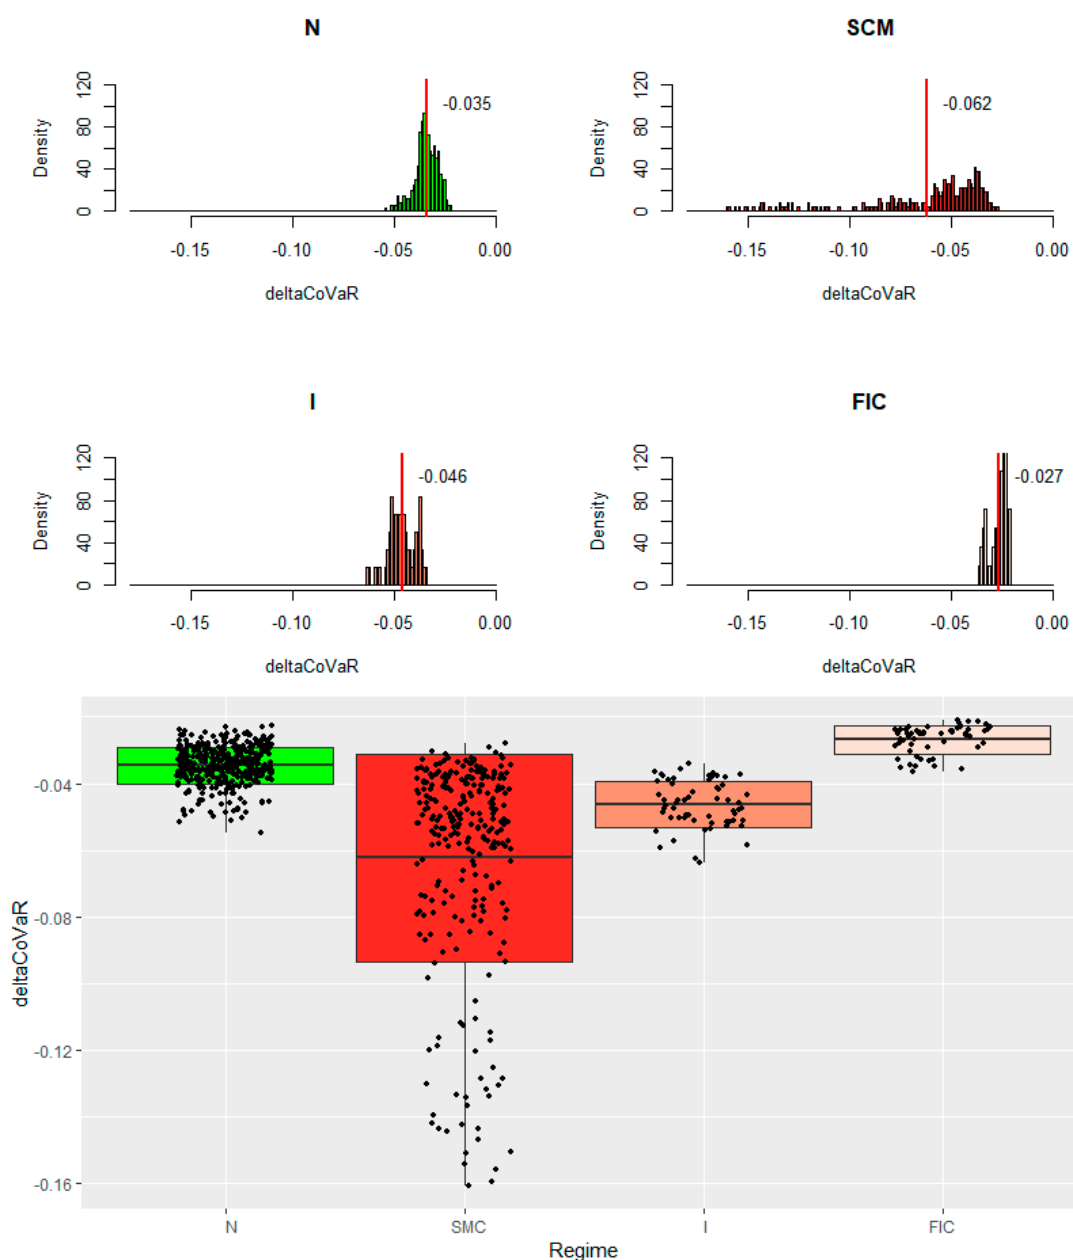 N
SCM
Density
0 40 80 120
-0.035
-0.15 -0.10 -0.05 0.00
deltaCoVaR
Density
0 40 80 120
-0.062
-0.15 -0.10 -0.05 0.00
deltaCoVaR
I
FIC
Density
0 40 80 120
-0.046
-0.15 -0.10 -0.05 0.00
deltaCoVaR
Density
0 40 80 120
-0.027
-0.15 -0.10 -0.05 0.00
deltaCoVaR
deltaCoVaR
-0.04
-0.08
-0.12
-0.16
N SMC I FIC
Regime